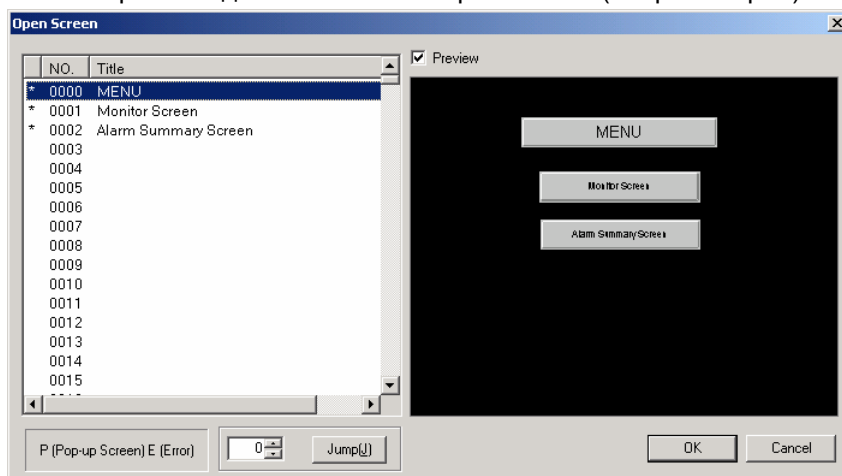 Open Screen
NO. Title
* 0000 MENU
* 0001 Monitor Screen
* 0002 Alarm Summary Screen
0003
0004
0005
0006
0007
0008
0009
0010
0011
0012
0013
0014
0015
P (Pop-up Screen) E (Error)
0
Jump(J)
Preview
MENU
Monitor Screen
Alarm Summary Screen
OK
Cancel